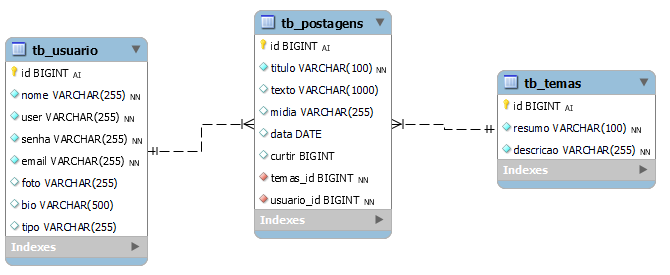 tb_usuario
id BIGINT AI
nome VARCHAR(255) NN
user VARCHAR(255) NN
senha VARCHAR(255) NN
email VARCHAR(255) NN
foto VARCHAR(255)
bio VARCHAR(500)
tipo VARCHAR(255)
Indexes
tb_postagens
id BIGINT AI
titulo VARCHAR(100) NN
texto VARCHAR(1000)
midia VARCHAR(255)
data DATE
curtir BIGINT
temas_id BIGINT NN
usuario_id BIGINT NN
Indexes
tb_temas
id BIGINT AI
resumo VARCHAR(100) NN
descricao VARCHAR(255) NN
Indexes